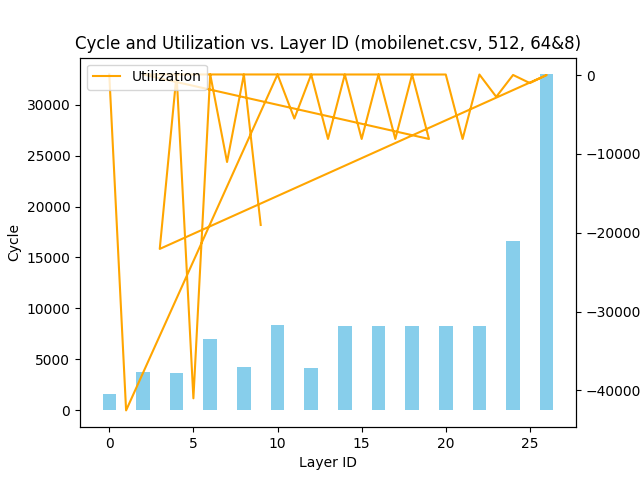 Cycle and Utilization vs. Layer ID (mobilenet.csv, 512, 64&8)
Utilization
Cycle
30000
25000
20000
15000
10000
5000
0
0
−10000
−20000
−30000
−40000
0 5 10 15 20 25
Layer ID